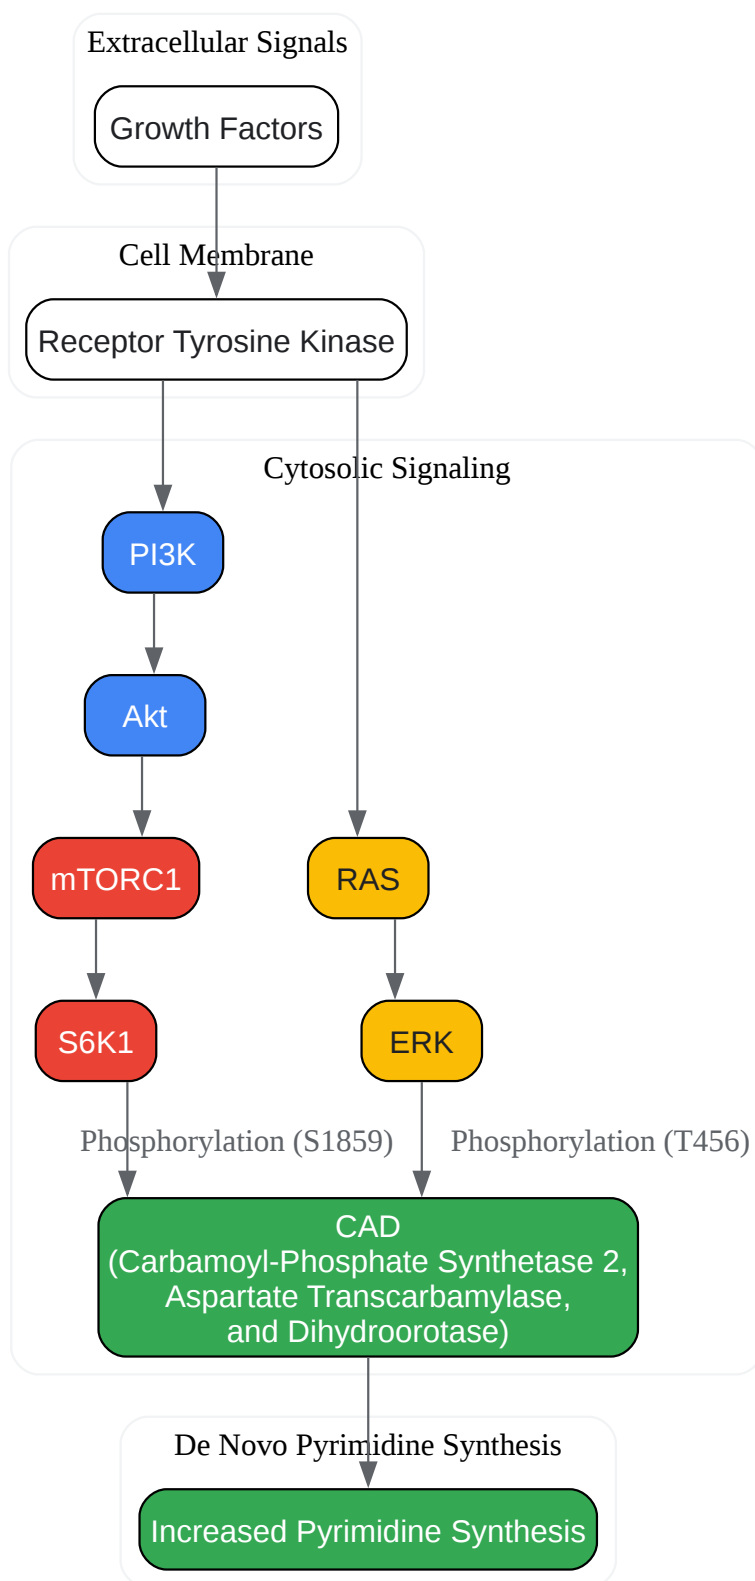 Extracellular Signals
Growth Factors
Cell Membrane
Receptor Tyrosine Kinase
Cytosolic Signaling
PI3K
Akt
mTORC1
RAS
S6K1
ERK
Phosphorylation (S1859)
Phosphorylation (T456)
CAD
(Carbamoyl-Phosphate Synthetase 2,
Aspartate Transcarbamylase,
and Dihydroorotase)
De Novo Pyrimidine Synthesis
Increased Pyrimidine Synthesis